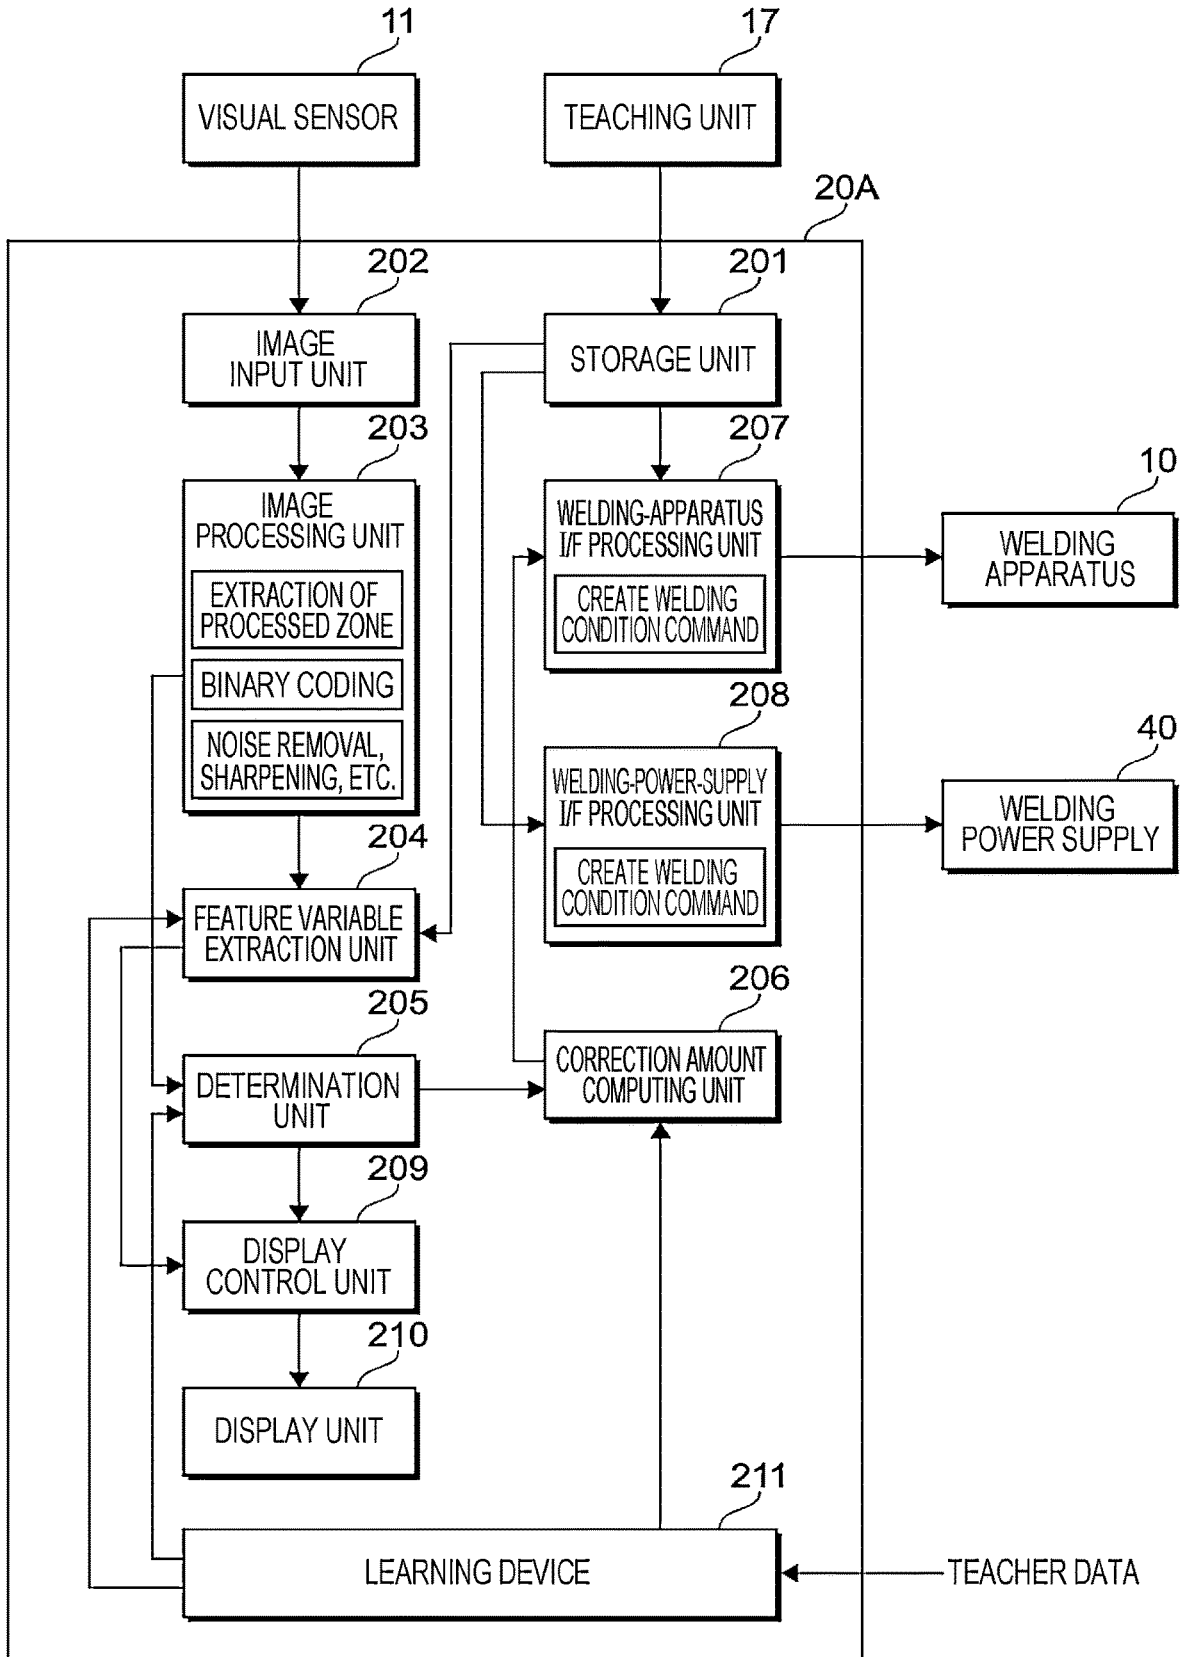 11
17
VISUAL SENSOR
TEACHING UNIT
20A
202
201
IMAGE
INPUT UNIT
STORAGE UNIT
203
207
10
IMAGE
PROCESSING UNIT
EXTRACTION OF
PROCESSED ZONE
BINARY CODING
NOISE REMOVAL,
SHARPENING, ETC.
WELDING-APPARATUS
I/F PROCESSING UNIT
CREATE WELDING
CONDITION COMMAND
WELDING
APPARATUS
208
40
WELDING-POWER-SUPPLY
I/F PROCESSING UNIT
CREATE WELDING
CONDITION COMMAND
WELDING
POWER SUPPLY
204
FEATURE VARIABLE
EXTRACTION UNIT
205
206
DETERMINATION
UNIT
CORRECTION AMOUNT
COMPUTING UNIT
209
DISPLAY
CONTROL UNIT
210
DISPLAY UNIT
211
LEARNING DEVICE
TEACHER DATA